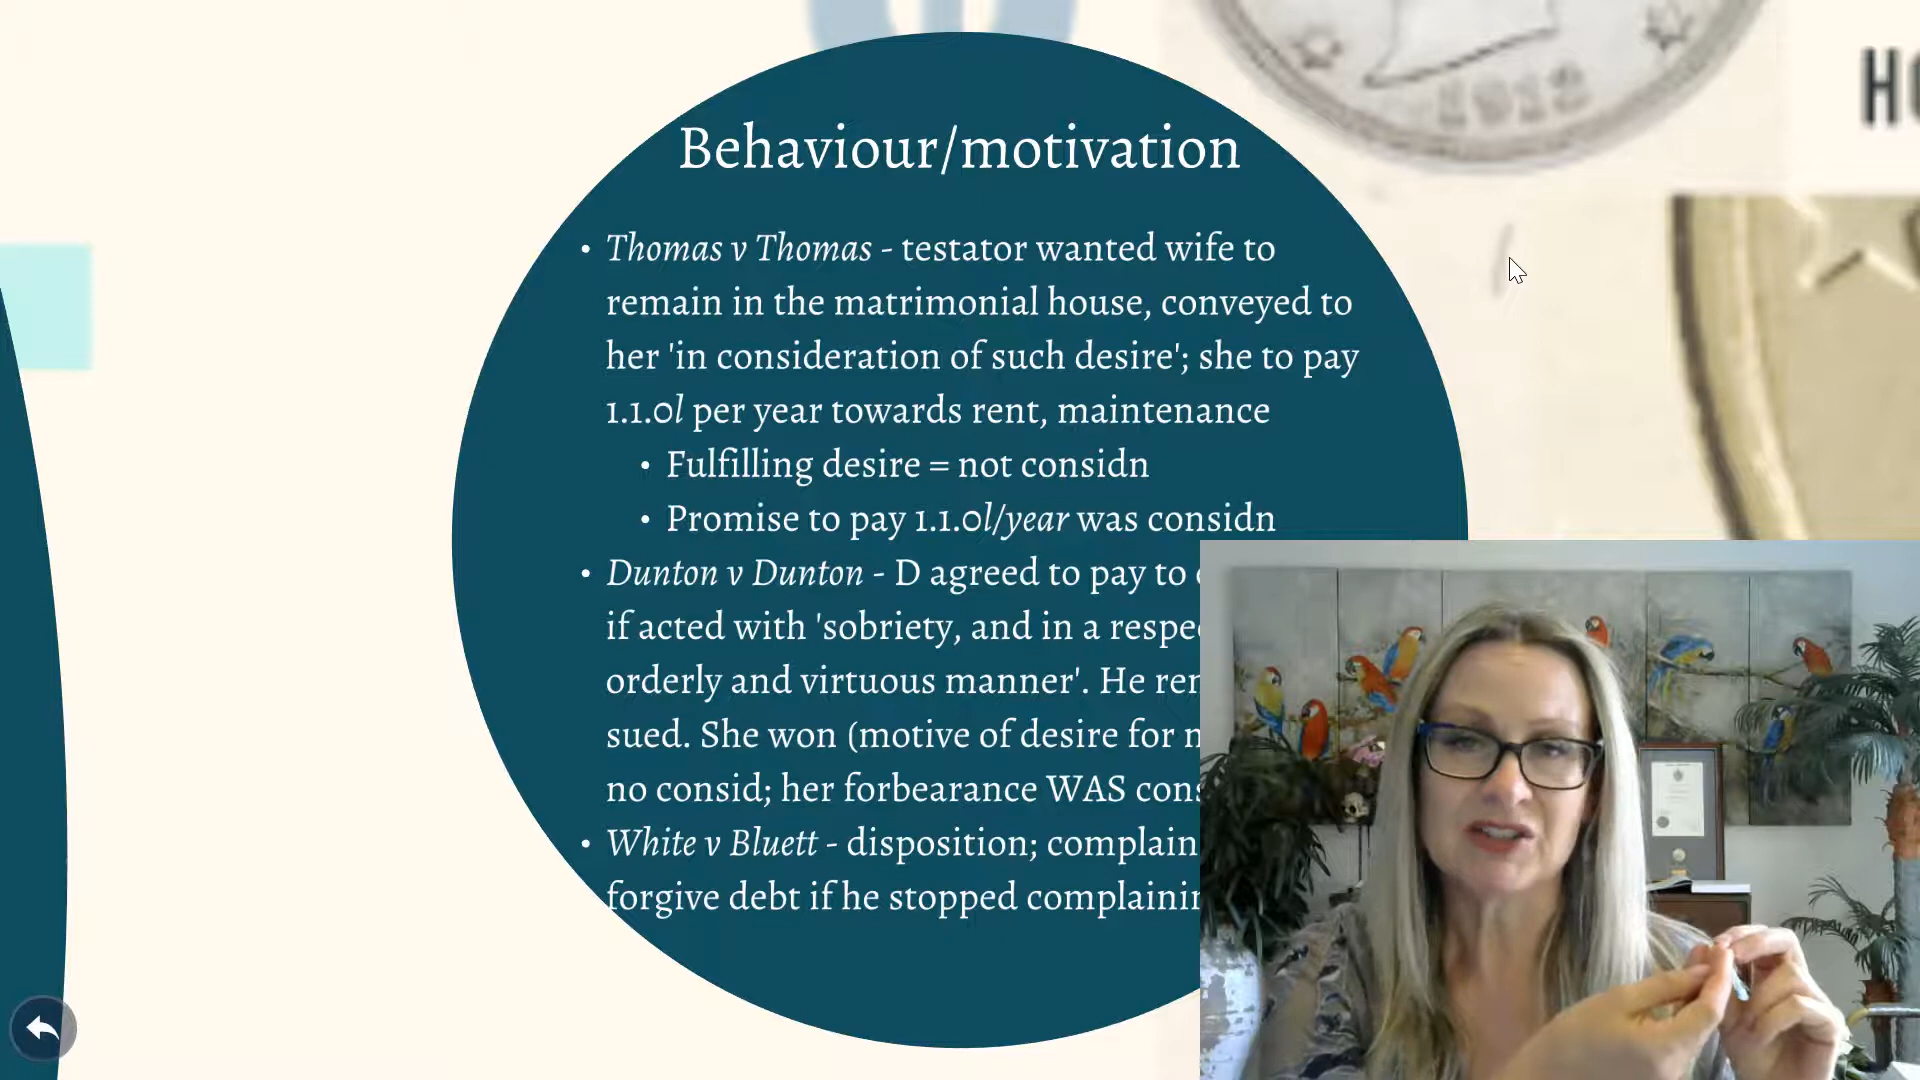 1912
HO
Behaviour/motivation
• Thomas v Thomas - testator wanted wife to
remain in the matrimonial house, conveyed to
her 'in consideration of such desire'; she to pay
1.1.0l per year towards rent, maintenance
• Fulfilling desire = not considn
• Promise to pay 1.1.0l/year was considn
• Dunton v Dunton - D agreed to pay to
if acted with 'sobriety, and in a respe
orderly and virtuous manner'. He ren
sued. She won (motive of desire for
no consid; her forbearance WAS cons
• White v Bluett - disposition; complain
forgive debt if he stopped complainin